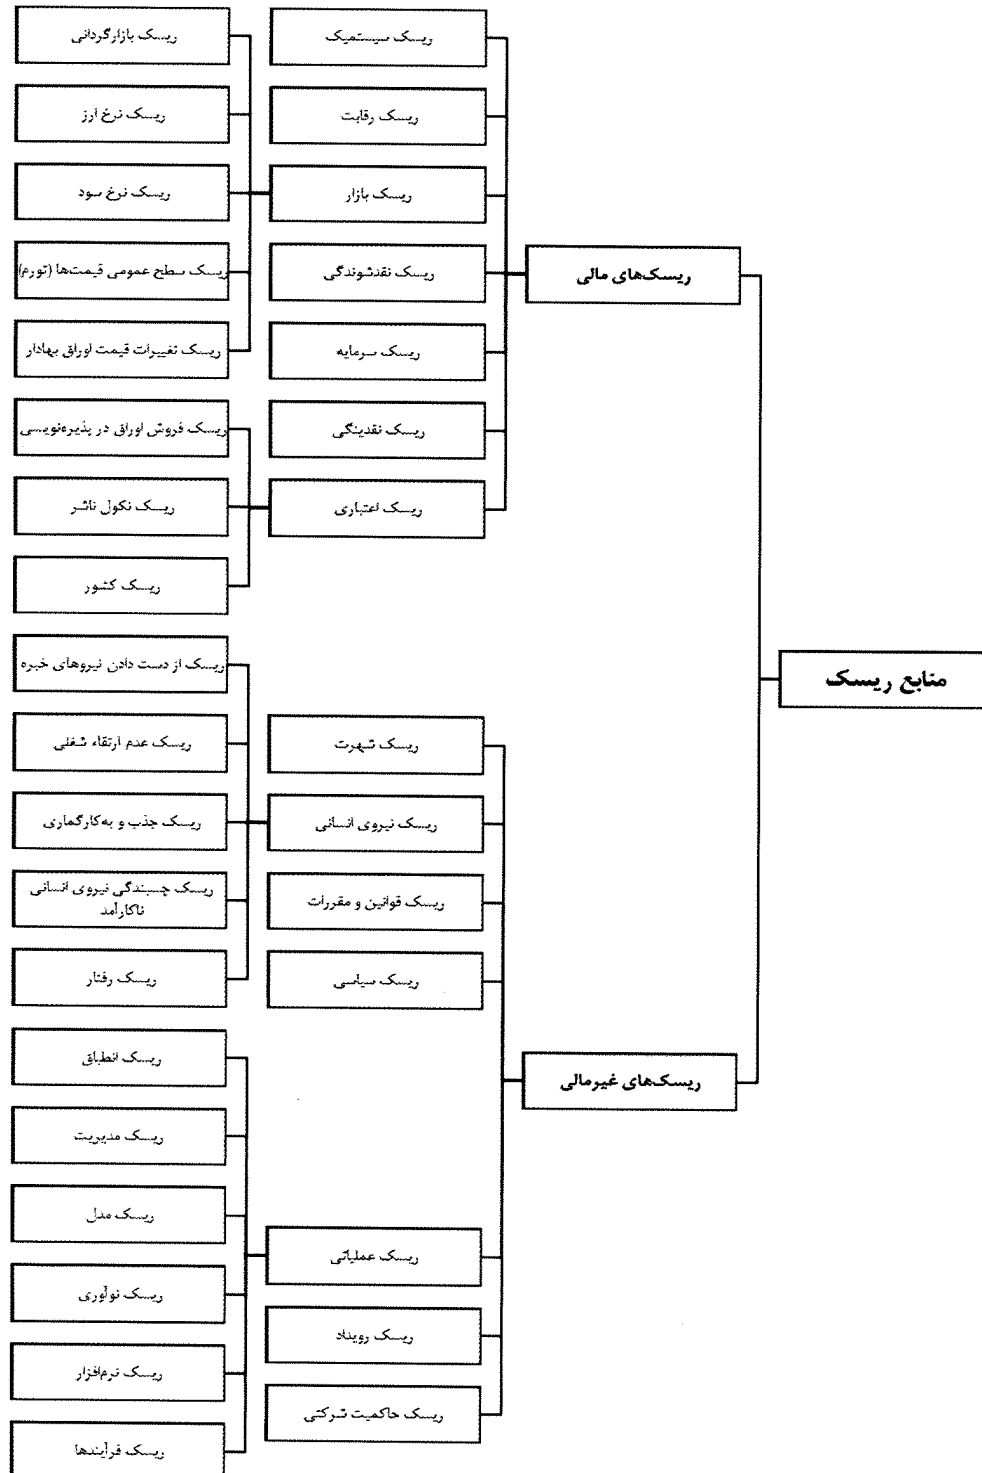 منابع ریسک
ریسک‌های مالی
ریسک سیستمیک
ریسک رقابت
ریسک بازار
ریسک بازارگردانی
ریسک نرخ ارز
ریسک نرخ سود
ریسک سطح عمومی قیمت‌ها (تورم)
ریسک تغییرات قیمت اوراق بهادار
ریسک نقدشوندگی
ریسک سرمایه
ریسک نقدینگی
ریسک اعتباری
ریسک فروش اوراق در پذیره‌نویسی
ریسک نکول ناشر
ریسک کشور
ریسک‌های غیرمالی
ریسک شهرت
ریسک نیروی انسانی
ریسک از دست دادن نیروهای خبره
ریسک عدم ارتقاء شغلی
ریسک جذب و به‌کارگماری
ریسک چسبندگی نیروی انسانی
ناکارآمد
ریسک رفتار
ریسک قوانین و مقررات
ریسک سیاسی
ریسک عملیاتی
ریسک انطباق
ریسک مدیریت
ریسک مدل
ریسک نوآوری
ریسک نرم‌افزار
ریسک فرآیندها
ریسک رویداد
ریسک حاکمیت شرکتی